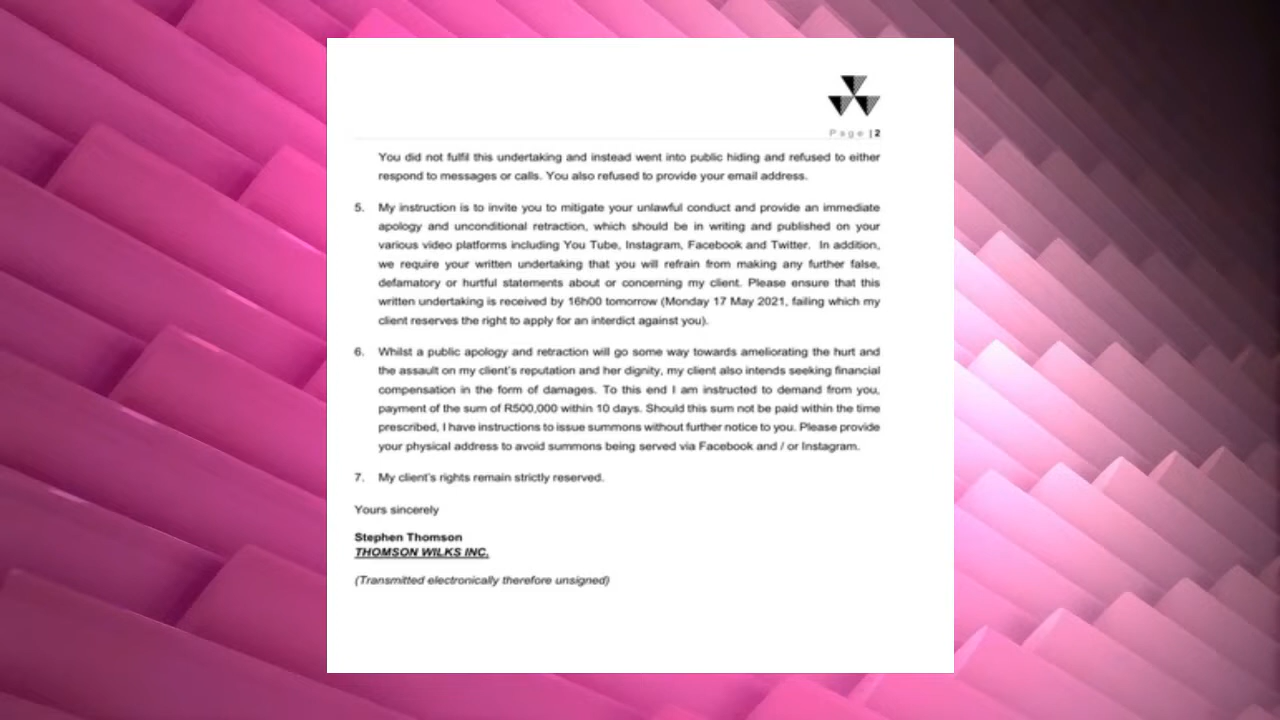 Page | 2
You did not fulfil this undertaking and instead went into public hiding and refused to either
respond to messages or calls. You also refused to provide your email address.
5. My instruction is to invite you to mitigate your unlawful conduct and provide an immediate
apology and unconditional retraction, which should be in writing and published on your
various video platforms including You Tube, Instagram, Facebook and Twitter. In addition,
we require your written undertaking that you will refrain from making any further false,
defamatory or hurtful statements about or concerning my client. Please ensure that this
written undertaking is received by 16h00 tomorrow (Monday 17 May 2021, failing which my
client reserves the right to apply for an interdict against you).
6. Whilst a public apology and retraction will go some way towards ameliorating the hurt and
the assault on my client's reputation and her dignity, my client also intends seeking financial
compensation in the form of damages. To this end I am instructed to demand from you,
payment of the sum of R500,000 within 10 days. Should this sum not be paid within the time
prescribed, I have instructions to issue summons without further notice to you. Please provide
your physical address to avoid summons being served via Facebook and / or Instagram.
7. My client's rights remain strictly reserved.
Yours sincerely
Stephen Thomson
THOMSON WILKS INC.
(Transmitted electronically therefore unsigned)